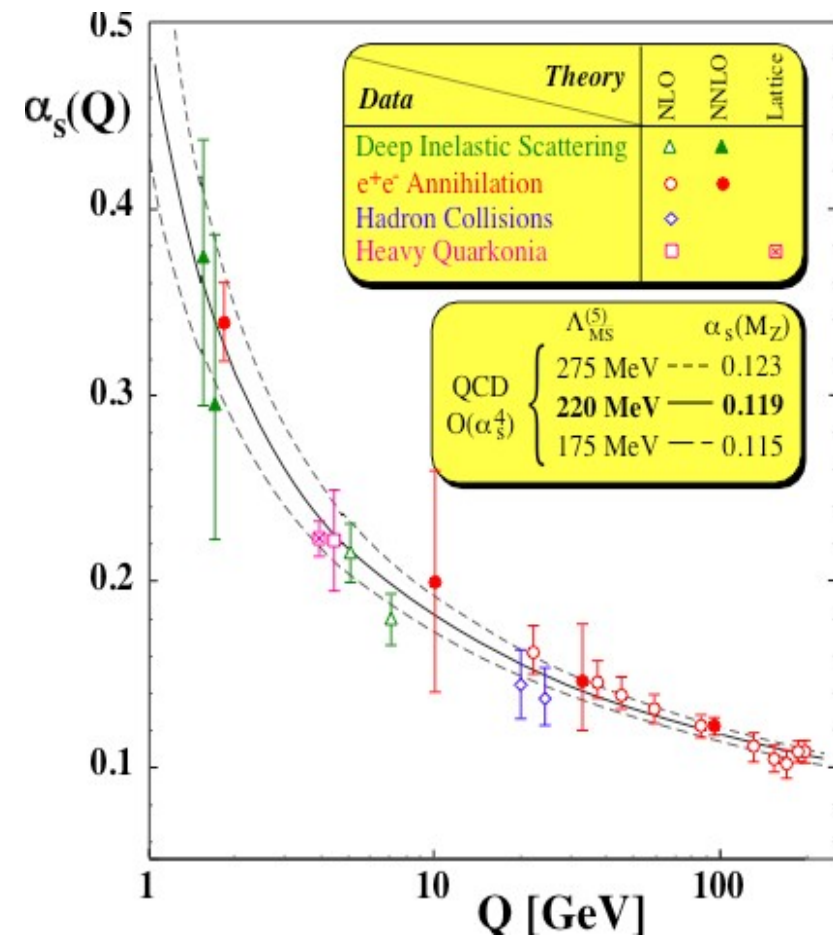 0.5
α_s(Q)
0.4
0.3
0.2
0.1
Theory
Data
NLO
NNLO
Lattice
Deep Inelastic Scattering
e⁺e⁻ Annihilation
Hadron Collisions
Heavy Quarkonia
Λ_MS^(5) α_s(M_Z)
QCD
O(α_s^4)
275 MeV 0.123
220 MeV 0.119
175 MeV 0.115
1 10 100
Q [GeV]